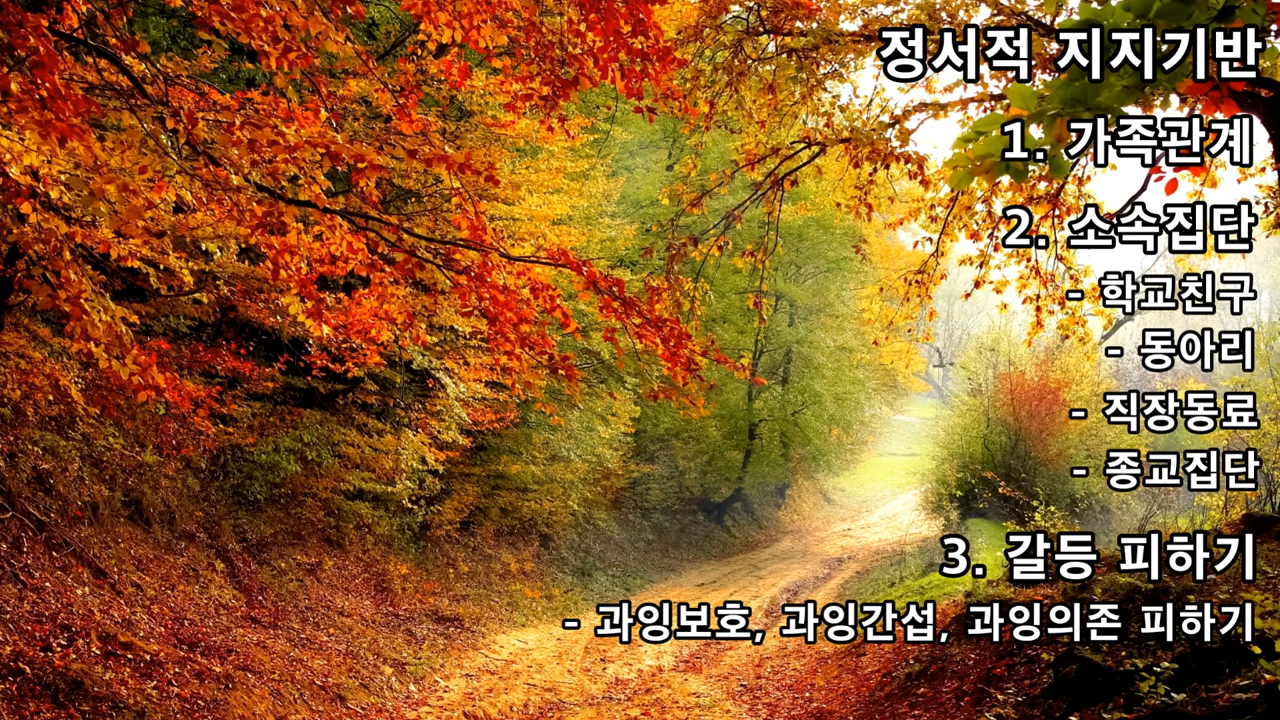 정서적 지지기반
1. 가족관계
2. 소속집단
- 학교친구
- 동아리
- 직장동료
- 종교집단
3. 갈등 피하기
- 과잉보호, 과잉간섭, 과잉의존 피하기